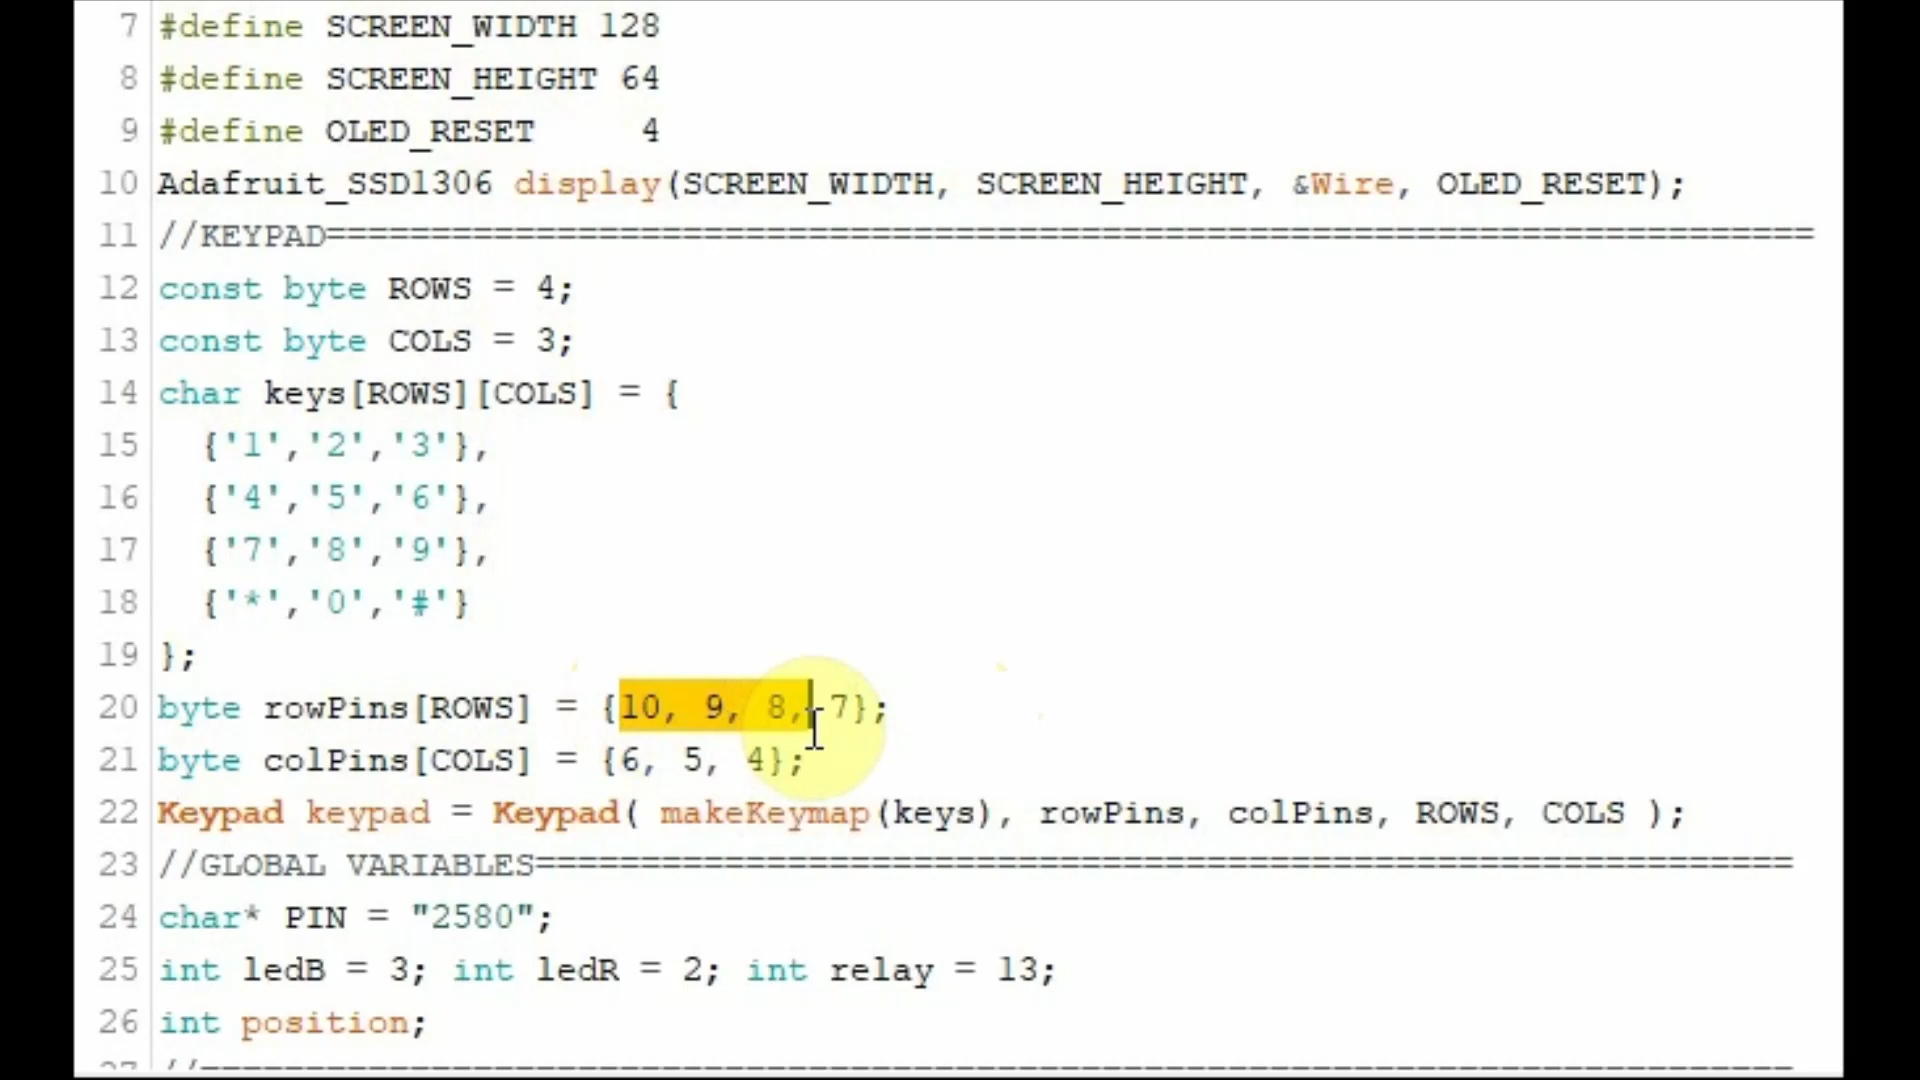 7 #define SCREEN_WIDTH 128
8 #define SCREEN_HEIGHT 64
9 #define OLED_RESET     4
10 Adafruit_SSD1306 display(SCREEN_WIDTH, SCREEN_HEIGHT, &Wire, OLED_RESET);
11 //KEYPAD===============================================
12 const byte ROWS = 4;
13 const byte COLS = 3;
14 char keys[ROWS][COLS] = {
15   {'1','2','3'},
16   {'4','5','6'},
17   {'7','8','9'},
18   {'*','0','#'}
19 };
20 byte rowPins[ROWS] = {10, 9, 8, 7};
21 byte colPins[COLS] = {6, 5, 4};
22 Keypad keypad = Keypad( makeKeymap(keys), rowPins, colPins, ROWS, COLS );
23 //GLOBAL VARIABLES============================================================
24 char* PIN = "2580";
25 int ledB = 3; int ledR = 2; int relay = 13;
26 int position;
27 //============================================================================